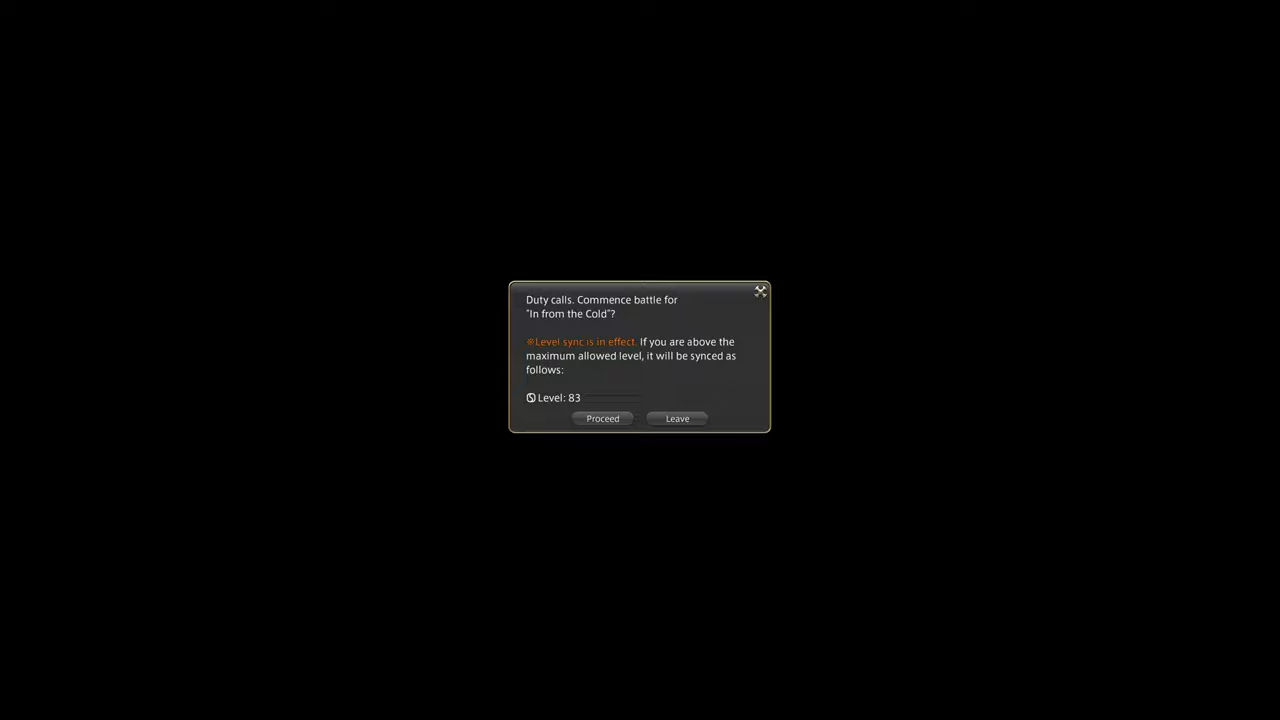 Duty calls. Commence battle for
"In from the Cold"?
※Level sync is in effect. If you are above the
maximum allowed level, it will be synced as
follows:
Level: 83
Proceed
Leave